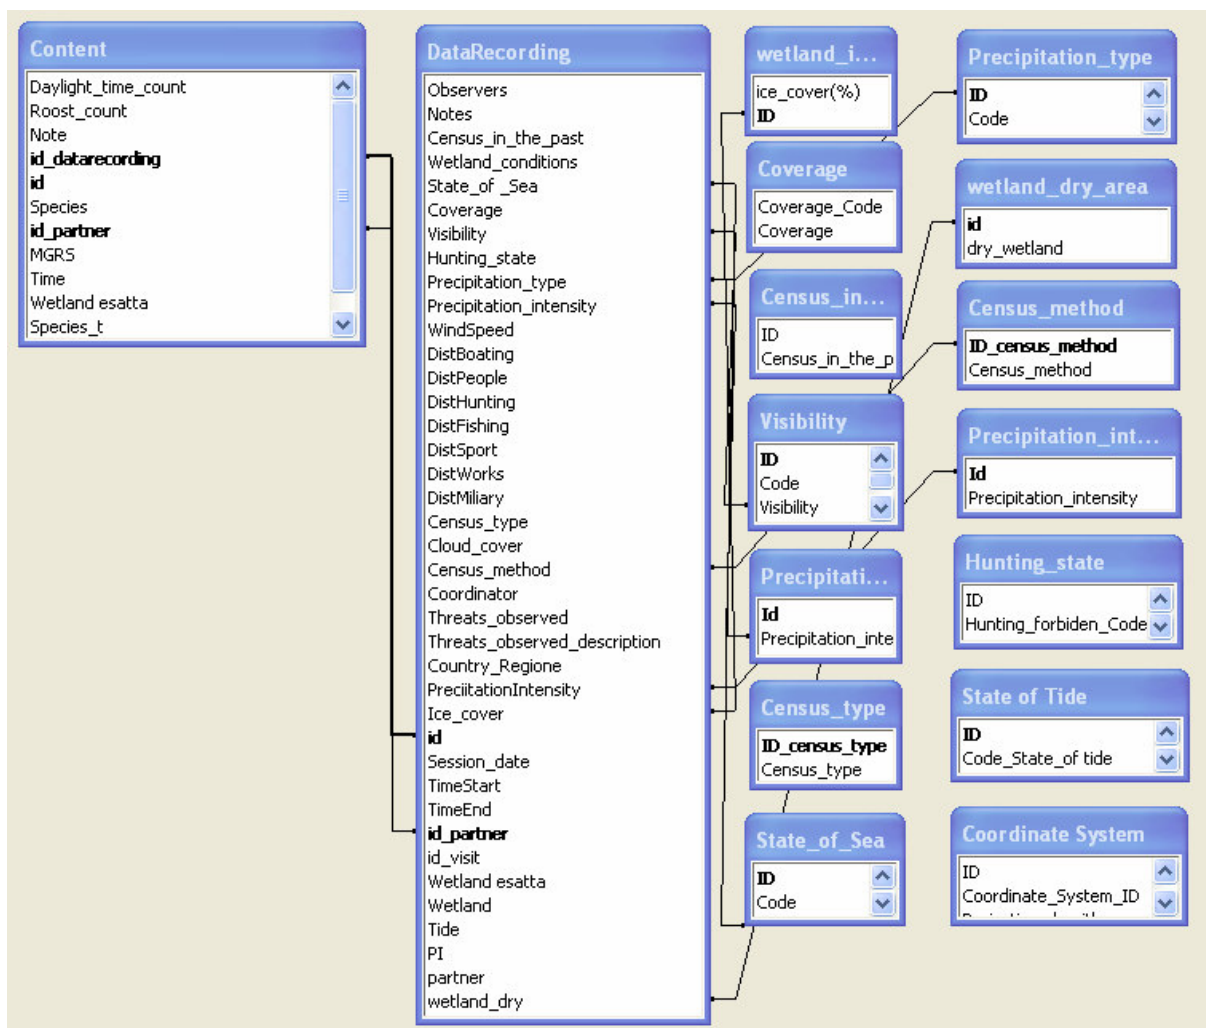 Content
Daylight_time_count
Roost_count
Note
id_datarecording
id
Species
id_partner
MGRS
Time
Wetland esatta
Species_t
DataRecording
Observers
Notes
Census_in_the_past
Wetland_conditions
State_of _Sea
Coverage
Visibility
Hunting_state
Precipitation_type
Precipitation_intensity
WindSpeed
DistBoating
DistPeople
DistHunting
DistFishing
DistSport
DistWorks
DistMiliary
Census_type
Cloud_cover
Census_method
Coordinator
Threats_observed
Threats_observed_description
Country_Regione
PreciitationIntensity
Ice_cover
id
Session_date
TimeStart
TimeEnd
id_partner
id_visit
Wetland esatta
Wetland
Tide
PI
partner
wetland_dry
wetland_i...
ice_cover(%)
ID
Coverage
Coverage_Code
Coverage
Census_in...
ID
Census_in_the_p
Visibility
ID
Code
Visibility
Precipitati...
Id
Precipitation_inte
Census_type
ID_census_type
Census_type
State_of_Sea
ID
Code
Precipitation_type
ID
Code
wetland_dry_area
id
dry_wetland
Census_method
ID_census_method
Census_method
Precipitation_int...
Id
Precipitation_intensity
Hunting_state
ID
Hunting_forbiden_Code
State of Tide
ID
Code_State_of tide
Coordinate System
ID
Coordinate_System_ID